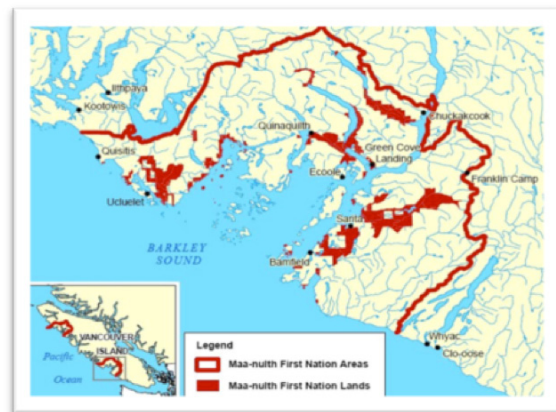 Ithpaya
Kootowis
Quisitis
Ucluelet
Quinaquilth
Ecoole
Green Cove
Landing
Chuckakcook
Franklin Camp
Santa
Bamfield
BARKLEY
SOUND
Whyac
Clo-oose
VANCOUVER
ISLAND
Pacific
Ocean
Legend
Maa-nulth First Nation Areas
Maa-nulth First Nation Lands